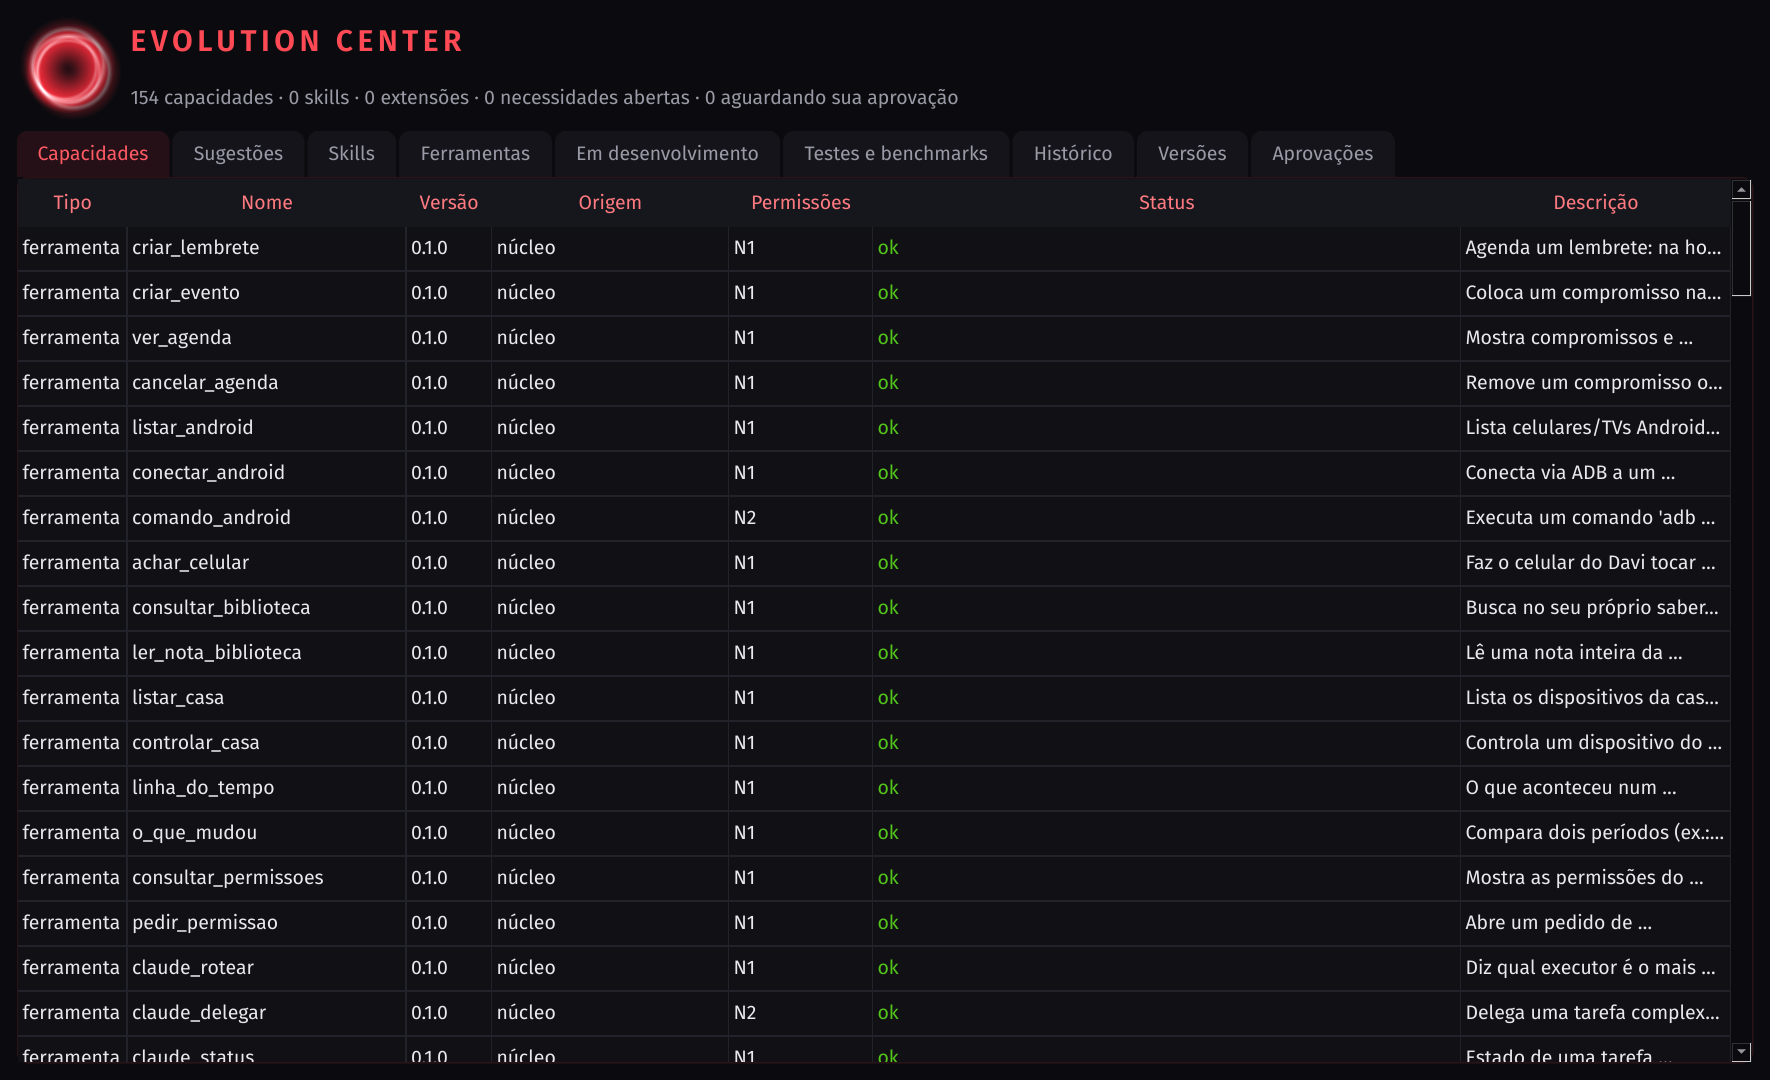 EVOLUTION CENTER
154 capacidades · 0 skills · 0 extensões · 0 necessidades abertas · 0 aguardando sua aprovação
Capacidades Sugestões Skills Ferramentas Em desenvolvimento Testes e benchmarks Histórico Versões Aprovações
Tipo Nome Versão Origem Permissões Status Descrição
ferramenta criar_lembrete 0.1.0 núcleo N1 ok Agenda um lembrete: na ho...
ferramenta criar_evento 0.1.0 núcleo N1 ok Coloca um compromisso na...
ferramenta ver_agenda 0.1.0 núcleo N1 ok Mostra compromissos e ...
ferramenta cancelar_agenda 0.1.0 núcleo N1 ok Remove um compromisso o...
ferramenta listar_android 0.1.0 núcleo N1 ok Lista celulares/TVs Android...
ferramenta conectar_android 0.1.0 núcleo N1 ok Conecta via ADB a um ...
ferramenta comando_android 0.1.0 núcleo N2 ok Executa um comando 'adb ...
ferramenta achar_celular 0.1.0 núcleo N1 ok Faz o celular do Davi tocar ...
ferramenta consultar_biblioteca 0.1.0 núcleo N1 ok Busca no seu próprio saber...
ferramenta ler_nota_biblioteca 0.1.0 núcleo N1 ok Lê uma nota inteira da ...
ferramenta listar_casa 0.1.0 núcleo N1 ok Lista os dispositivos da cas...
ferramenta controlar_casa 0.1.0 núcleo N1 ok Controla um dispositivo do ...
ferramenta linha_do_tempo 0.1.0 núcleo N1 ok O que aconteceu num ...
ferramenta o_que_mudou 0.1.0 núcleo N1 ok Compara dois períodos (ex.:...
ferramenta consultar_permissoes 0.1.0 núcleo N1 ok Mostra as permissões do ...
ferramenta pedir_permissao 0.1.0 núcleo N1 ok Abre um pedido de ...
ferramenta claude_rotear 0.1.0 núcleo N1 ok Diz qual executor é o mais ...
ferramenta claude_delegar 0.1.0 núcleo N2 ok Delega uma tarefa complex...
ferramenta claude_status 0.1.0 núcleo N1 ok Estado de uma tarefa ...